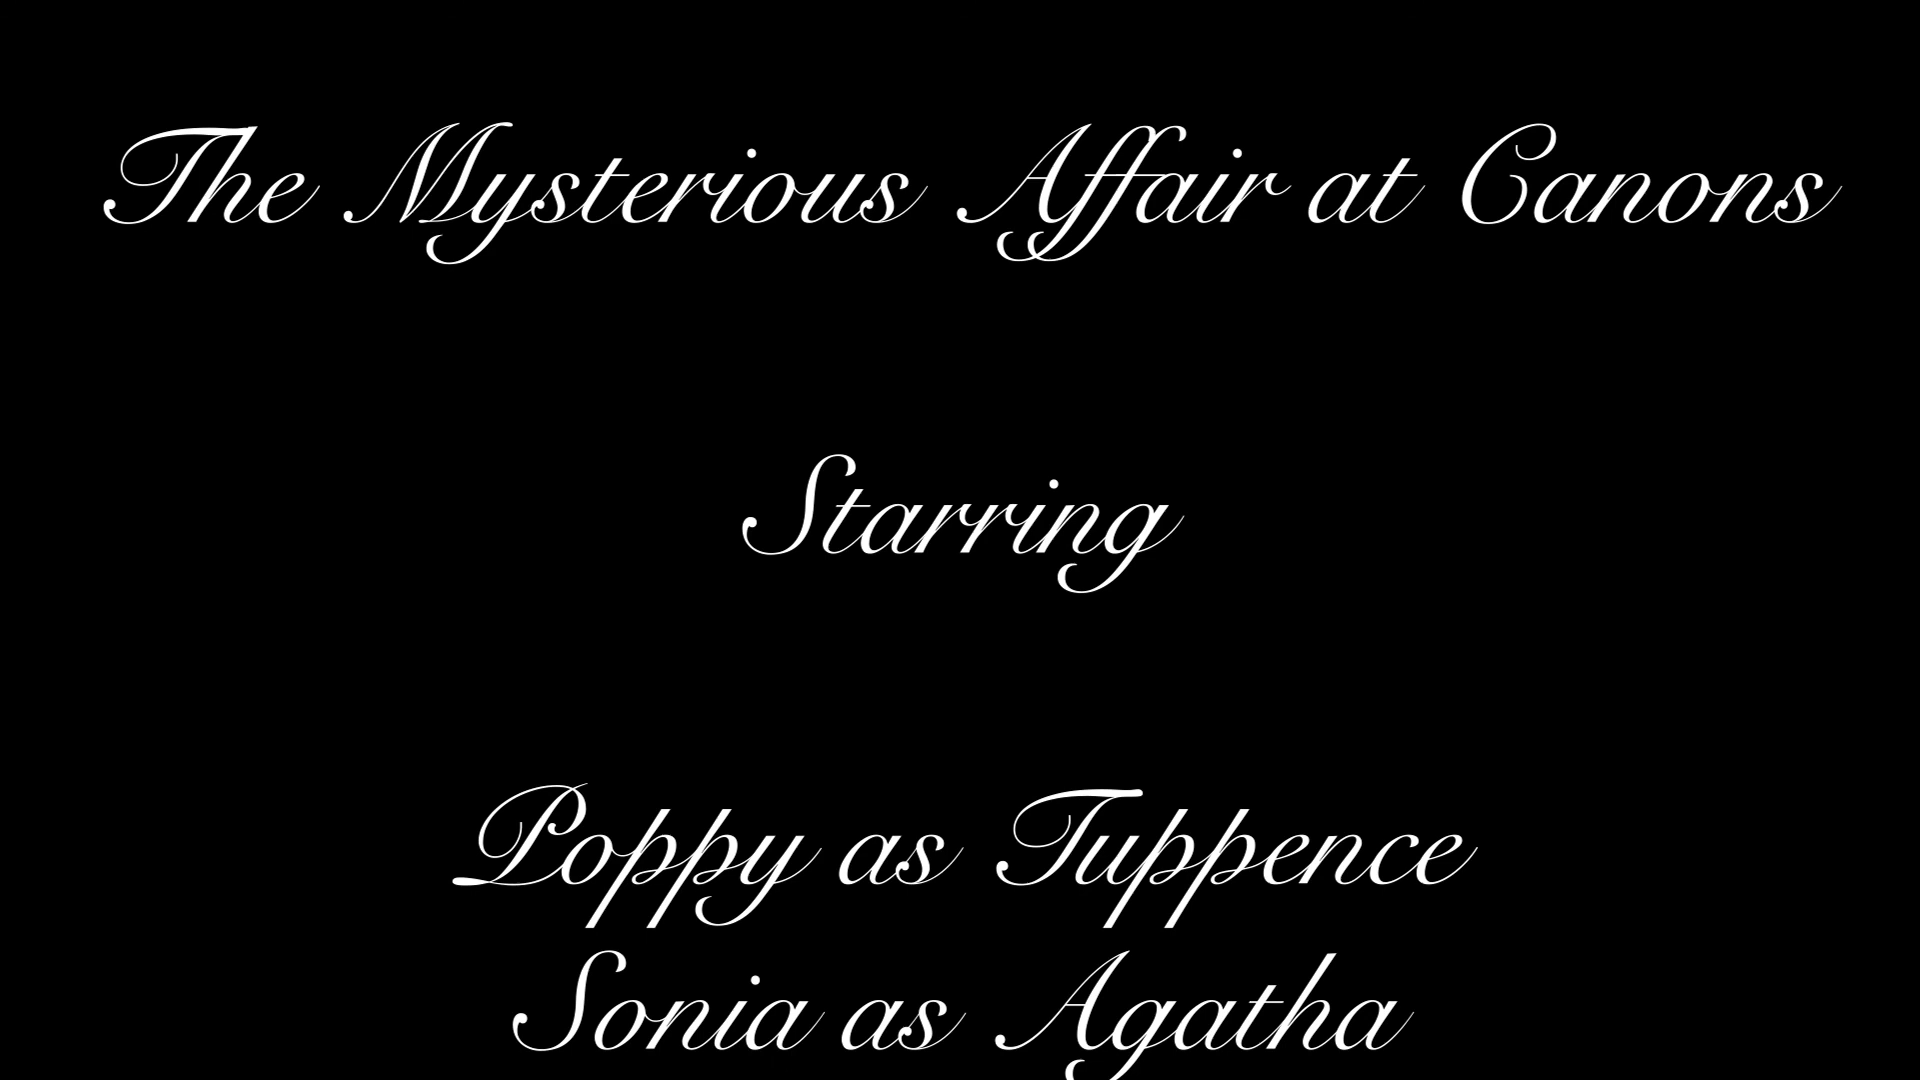 The Mysterious Affair at Canons
Starring
Poppy as Tuppence
Sonia as Agatha